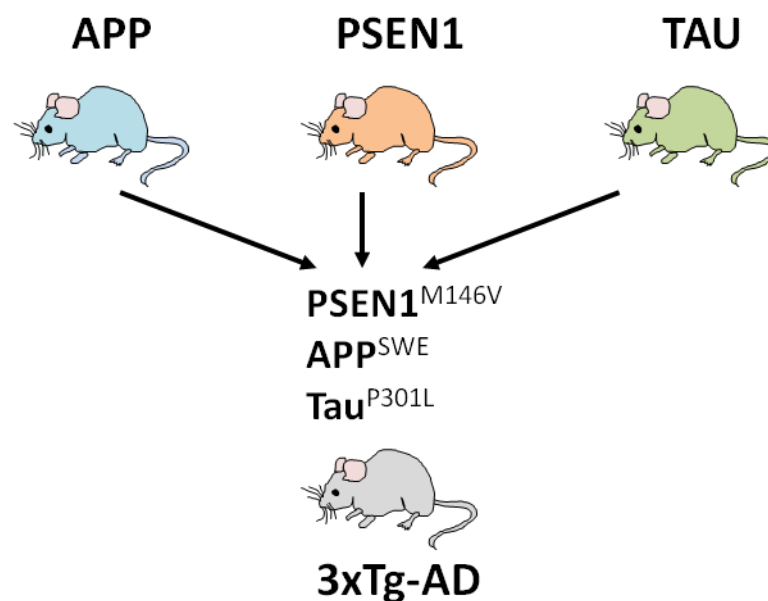 APP PSEN1 TAU
PSEN1M146V
APPSWE
TauP301L
3xTg-AD